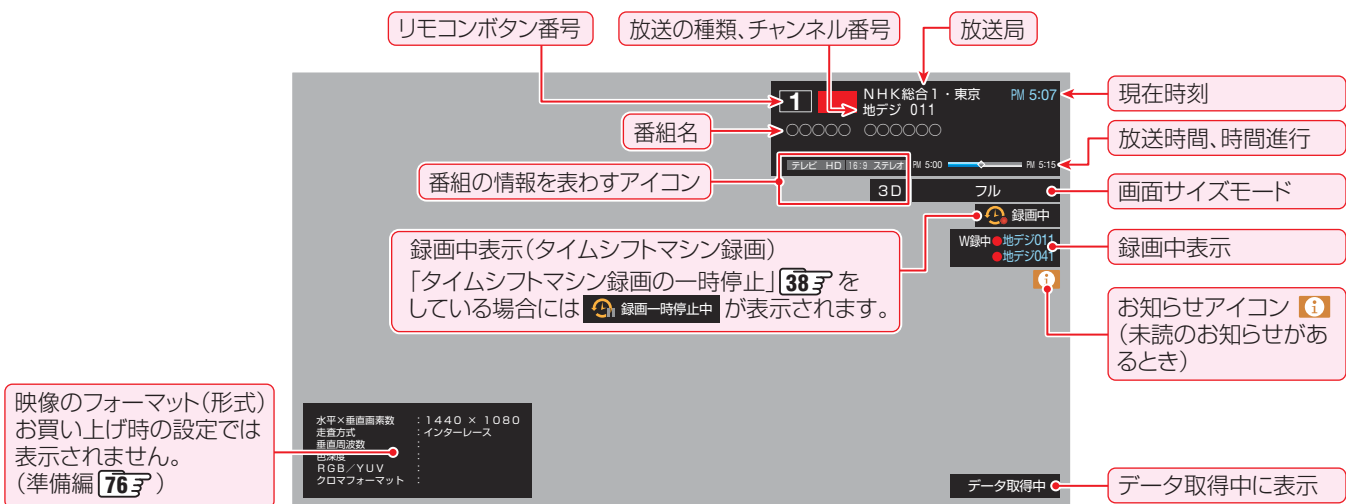 リモコンボタン番号
放送の種類、チャンネル番号
放送局
1
NHK総合1・東京
PM 5:07
地デジ 011
現在時刻
番組名
○○○○○ ○○○○○○
放送時間、時間進行
テレビ HD 16:9 ステレオ PM 5:00 PM 5:15
番組の情報を表わすアイコン
3D
フル
画面サイズモード
録画中
録画中表示(タイムシフトマシン録画)
「タイムシフトマシン録画の一時停止」38 を
している場合には 録画一時停止中 が表示されます。
W録中●地デジ011
●地デジ041
録画中表示
お知らせアイコン
(未読のお知らせがあ
るとき)
映像のフォーマット(形式)
お買い上げ時の設定では
表示されません。
(準備編 76 )
水平×垂直画素数 :1440 × 1080
走査方式 :インターレース
垂直周波数 :
色深度 :
RGB/YUV :
クロマフォーマット :
データ取得中
データ取得中に表示